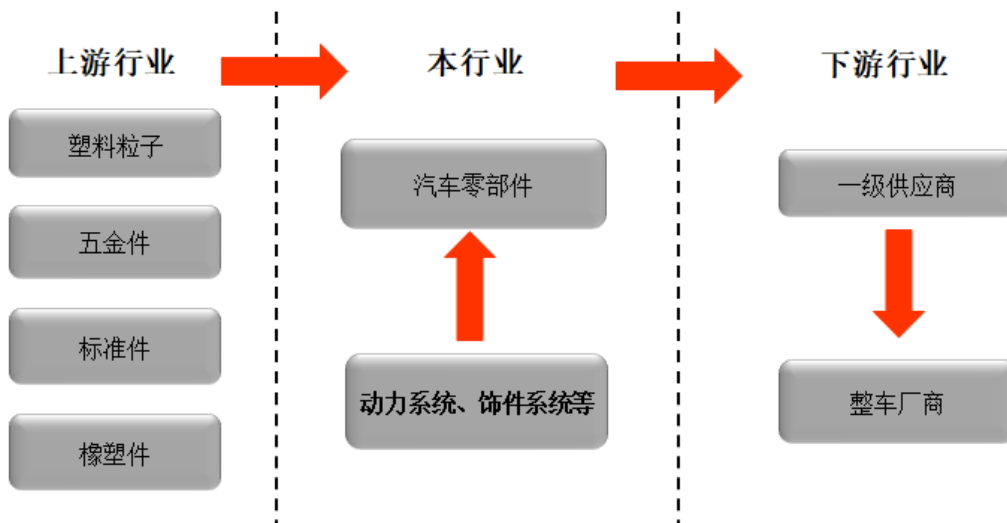 上游行业
本行业
下游行业
塑料粒子
五金件
标准件
橡塑件
汽车零部件
动力系统、饰件系统等
一级供应商
整车厂商